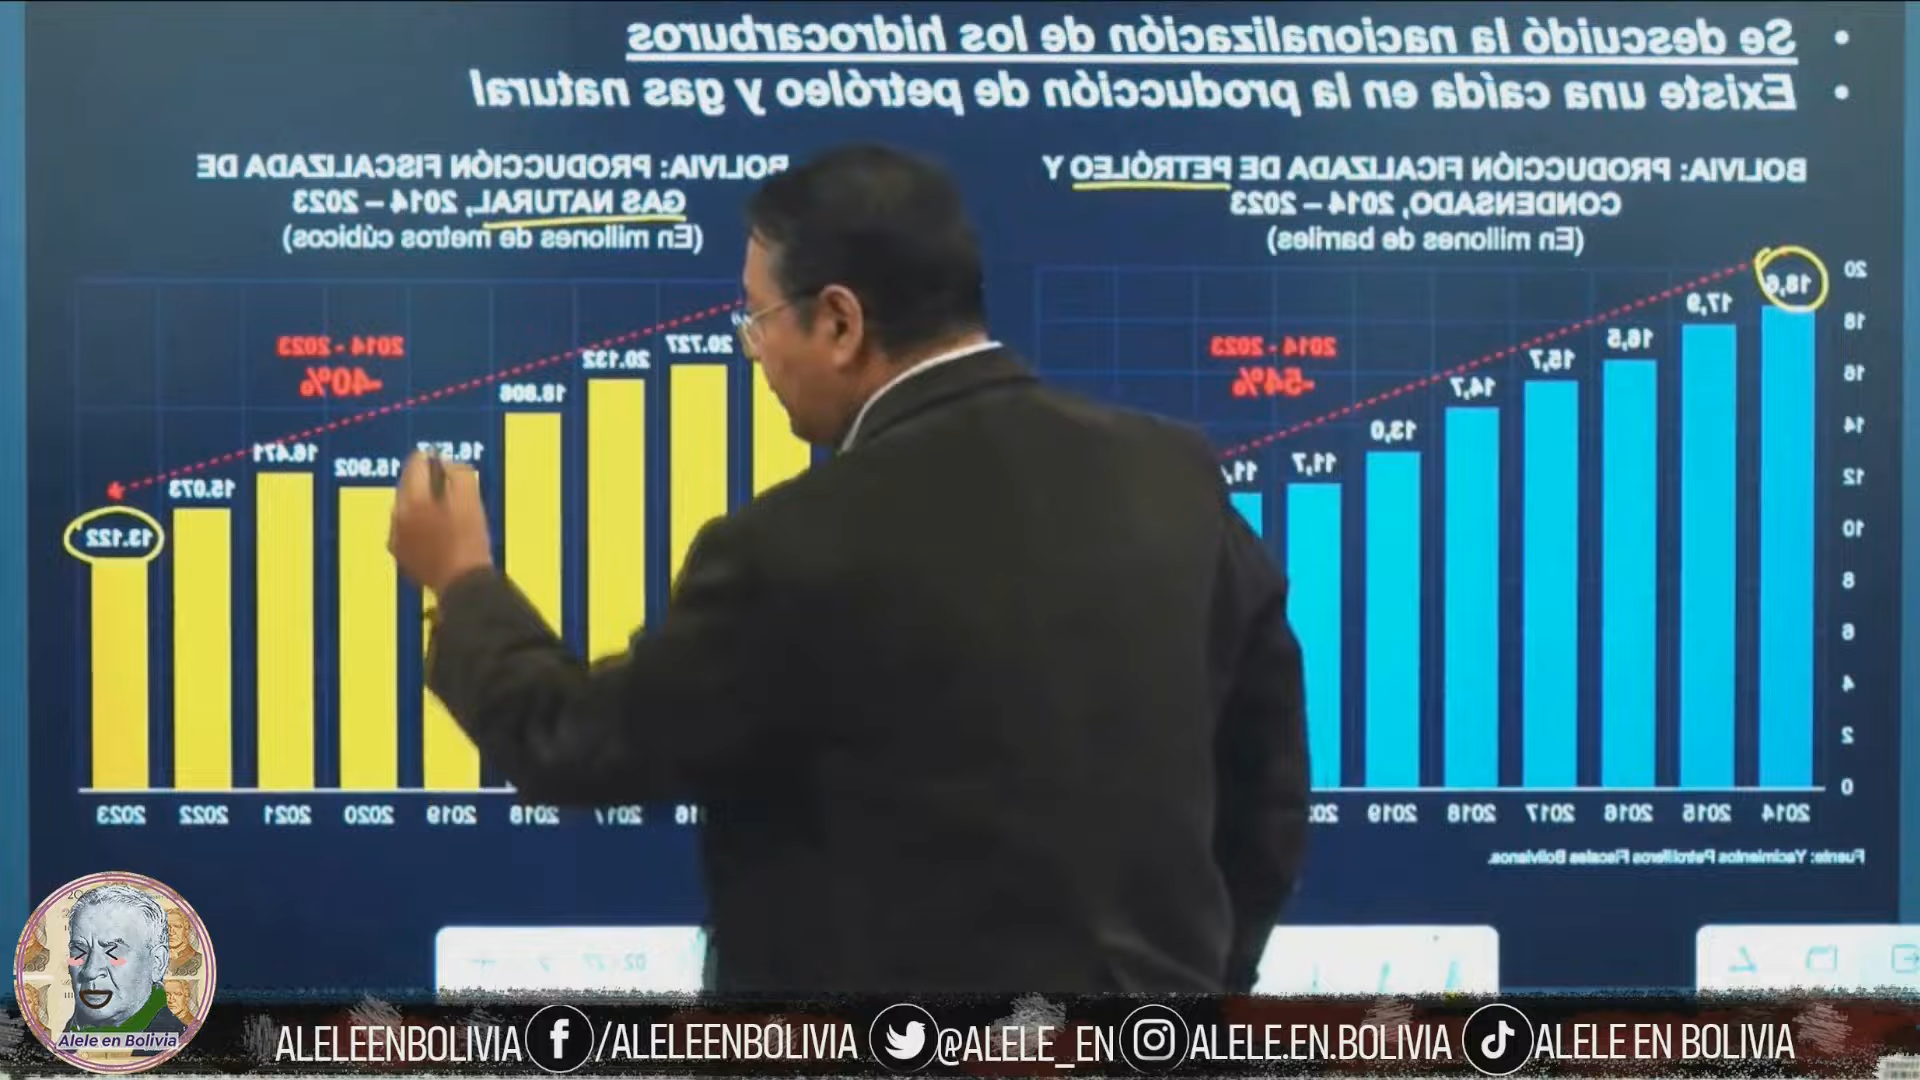 • Se descuidó la nacionalización de los hidrocarburos
• Existe una caída en la producción de petróleo y gas natural
BOLIVIA: PRODUCCIÓN FICALIZADA DE PETRÓLEO Y
CONDENSADO, 2014 – 2023
(En millones de barriles)
20
18
16
14
12
10
8
6
4
2
0
18,6
17,9
16,5
15,7
14,7
13,0
11,7
2014 - 2023
-54%
2014 2015 2016 2017 2018 2019
Fuente: Yacimientos Petrolíferos Fiscales Bolivianos.
BOLIVIA: PRODUCCIÓN FISCALIZADA DE
GAS NATURAL, 2014 – 2023
(En millones de metros cúbicos)
20.727
20.132
18.806
15.902
16.471
15.073
13.122
2014 - 2023
-40%
16 2017 2018 2019 2020 2021 2022 2023
Alele en Bolivia
ALELEENBOLIVIA /ALELEENBOLIVIA @ALELE_EN ALELE.EN.BOLIVIA ALELE EN BOLIVIA